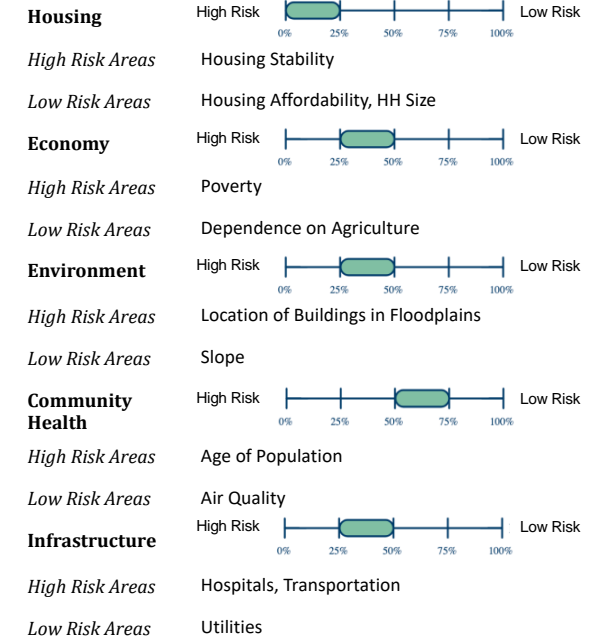 Housing High Risk Low Risk
0% 25% 50% 75% 100%
High Risk Areas Housing Stability
Low Risk Areas Housing Affordability, HH Size
Economy High Risk Low Risk
0% 25% 50% 75% 100%
High Risk Areas Poverty
Low Risk Areas Dependence on Agriculture
Environment High Risk Low Risk
0% 25% 50% 75% 100%
High Risk Areas Location of Buildings in Floodplains
Low Risk Areas Slope
Community High Risk Low Risk
Health 0% 25% 50% 75% 100%
High Risk Areas Age of Population
Low Risk Areas Air Quality
Infrastructure High Risk Low Risk
0% 25% 50% 75% 100%
High Risk Areas Hospitals, Transportation
Low Risk Areas Utilities